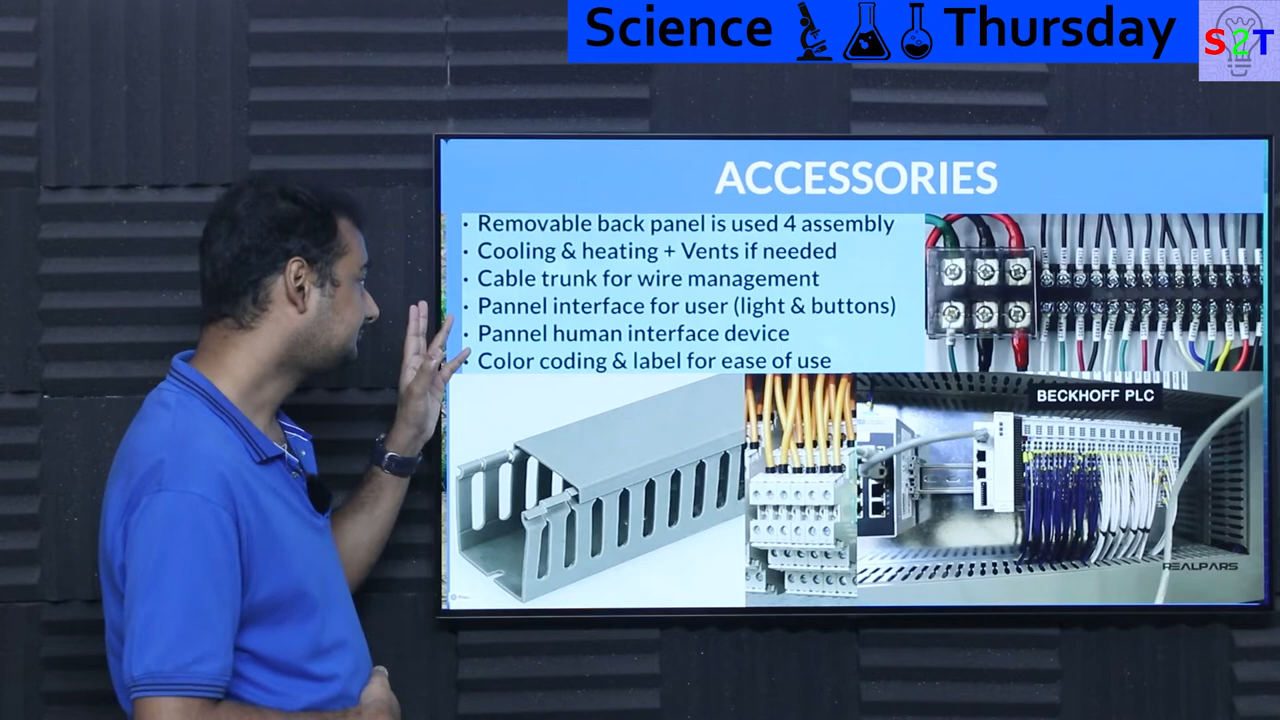 Science Thursday
S2T
ACCESSORIES
· Removable back panel is used 4 assembly
· Cooling & heating + Vents if needed
· Cable trunk for wire management
· Pannel interface for user (light & buttons)
· Pannel human interface device
· Color coding & label for ease of use
BECKHOFF PLC
REALPARS